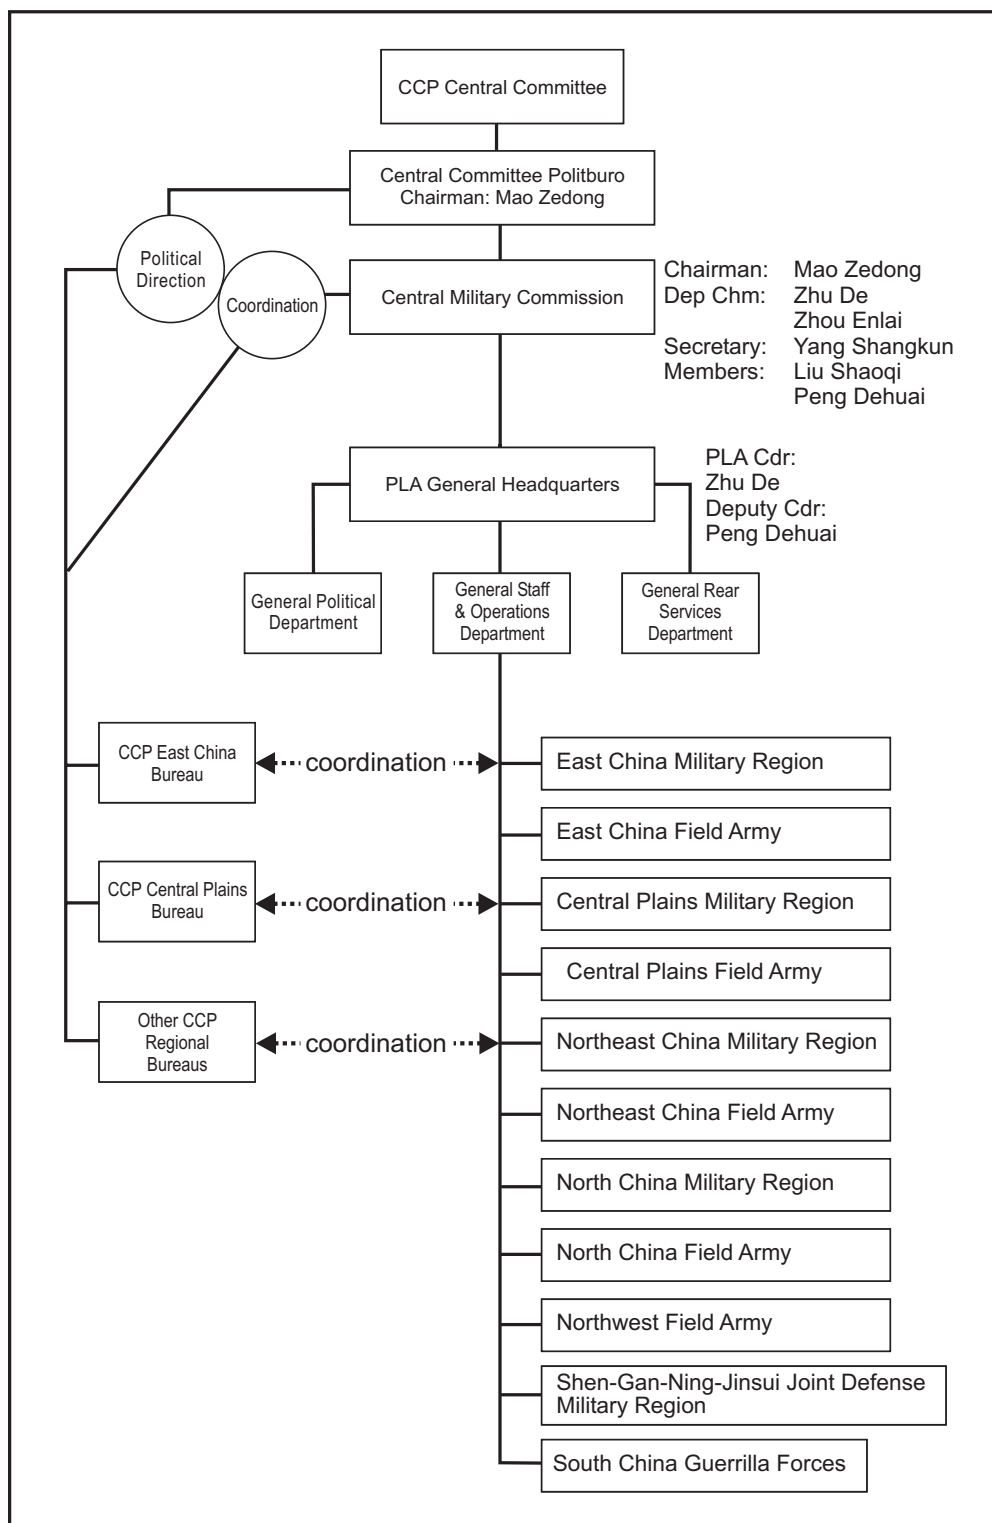 CCP Central Committee
Central Committee Politburo
Chairman: Mao Zedong
Political
Direction
Coordination
Central Military Commission
Chairman: Mao Zedong
Dep Chm: Zhu De
Zhou Enlai
Secretary: Yang Shangkun
Members: Liu Shaoqi
Peng Dehuai
PLA General Headquarters
PLA Cdr:
Zhu De
Deputy Cdr:
Peng Dehuai
General Political
Department
General Staff
& Operations
Department
General Rear
Services
Department
CCP East China
Bureau
coordination
East China Military Region
East China Field Army
CCP Central Plains
Bureau
coordination
Central Plains Military Region
Central Plains Field Army
Other CCP
Regional
Bureaus
coordination
Northeast China Military Region
Northeast China Field Army
North China Military Region
North China Field Army
Northwest Field Army
Shen-Gan-Ning-Jinsui Joint Defense
Military Region
South China Guerrilla Forces